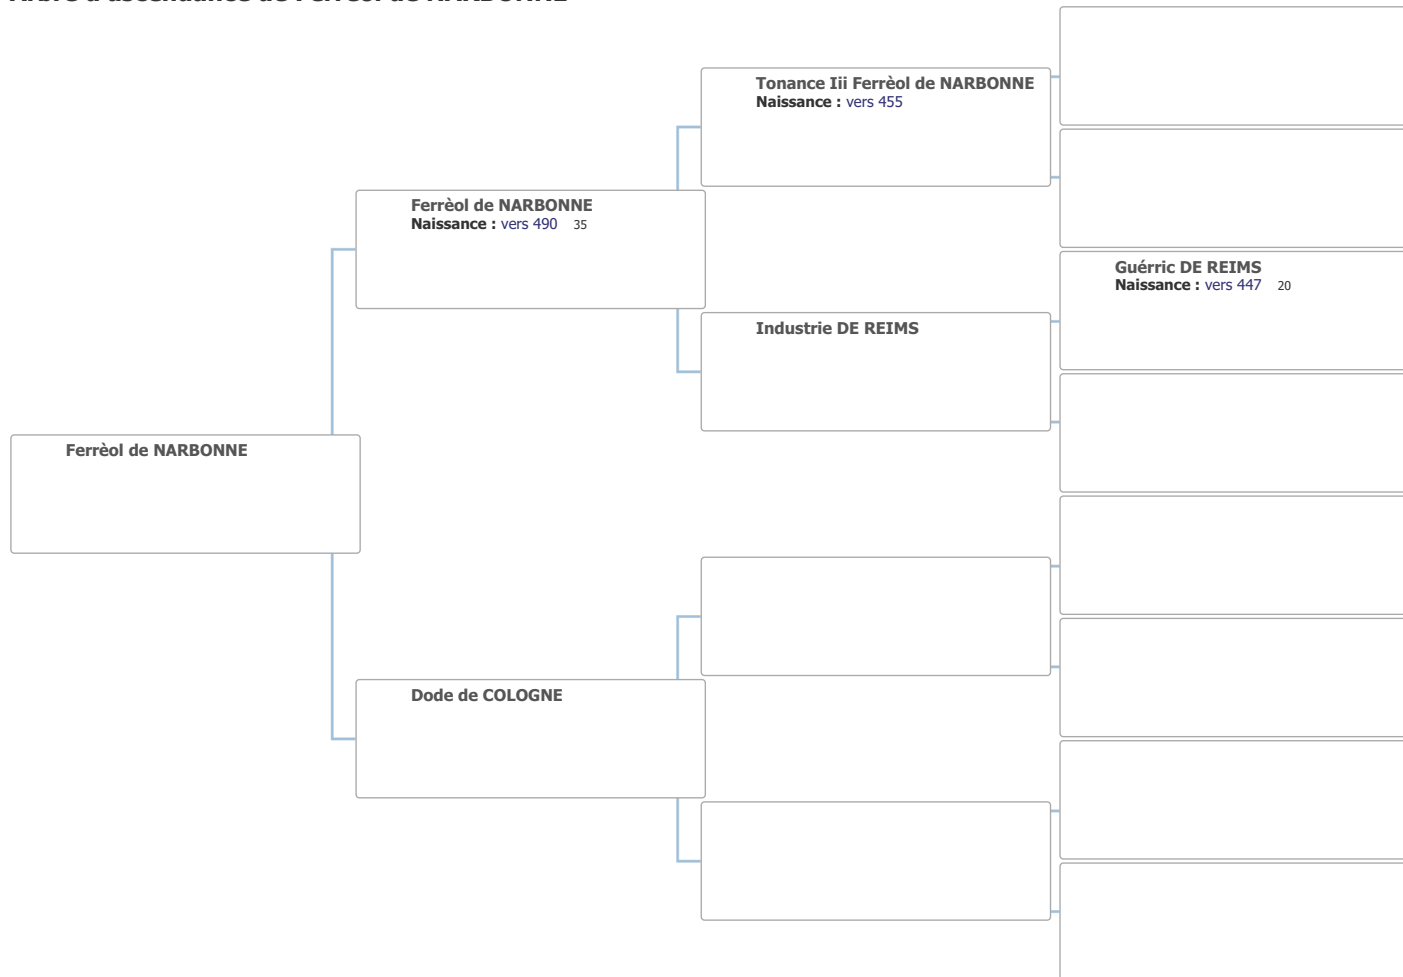 Tonance Iii Ferrèol de NARBONNE
Naissance : vers 455
Ferrèol de NARBONNE
Naissance : vers 490 35
Guérric DE REIMS
Naissance : vers 447 20
Industrie DE REIMS
Ferrèol de NARBONNE
Dode de COLOGNE